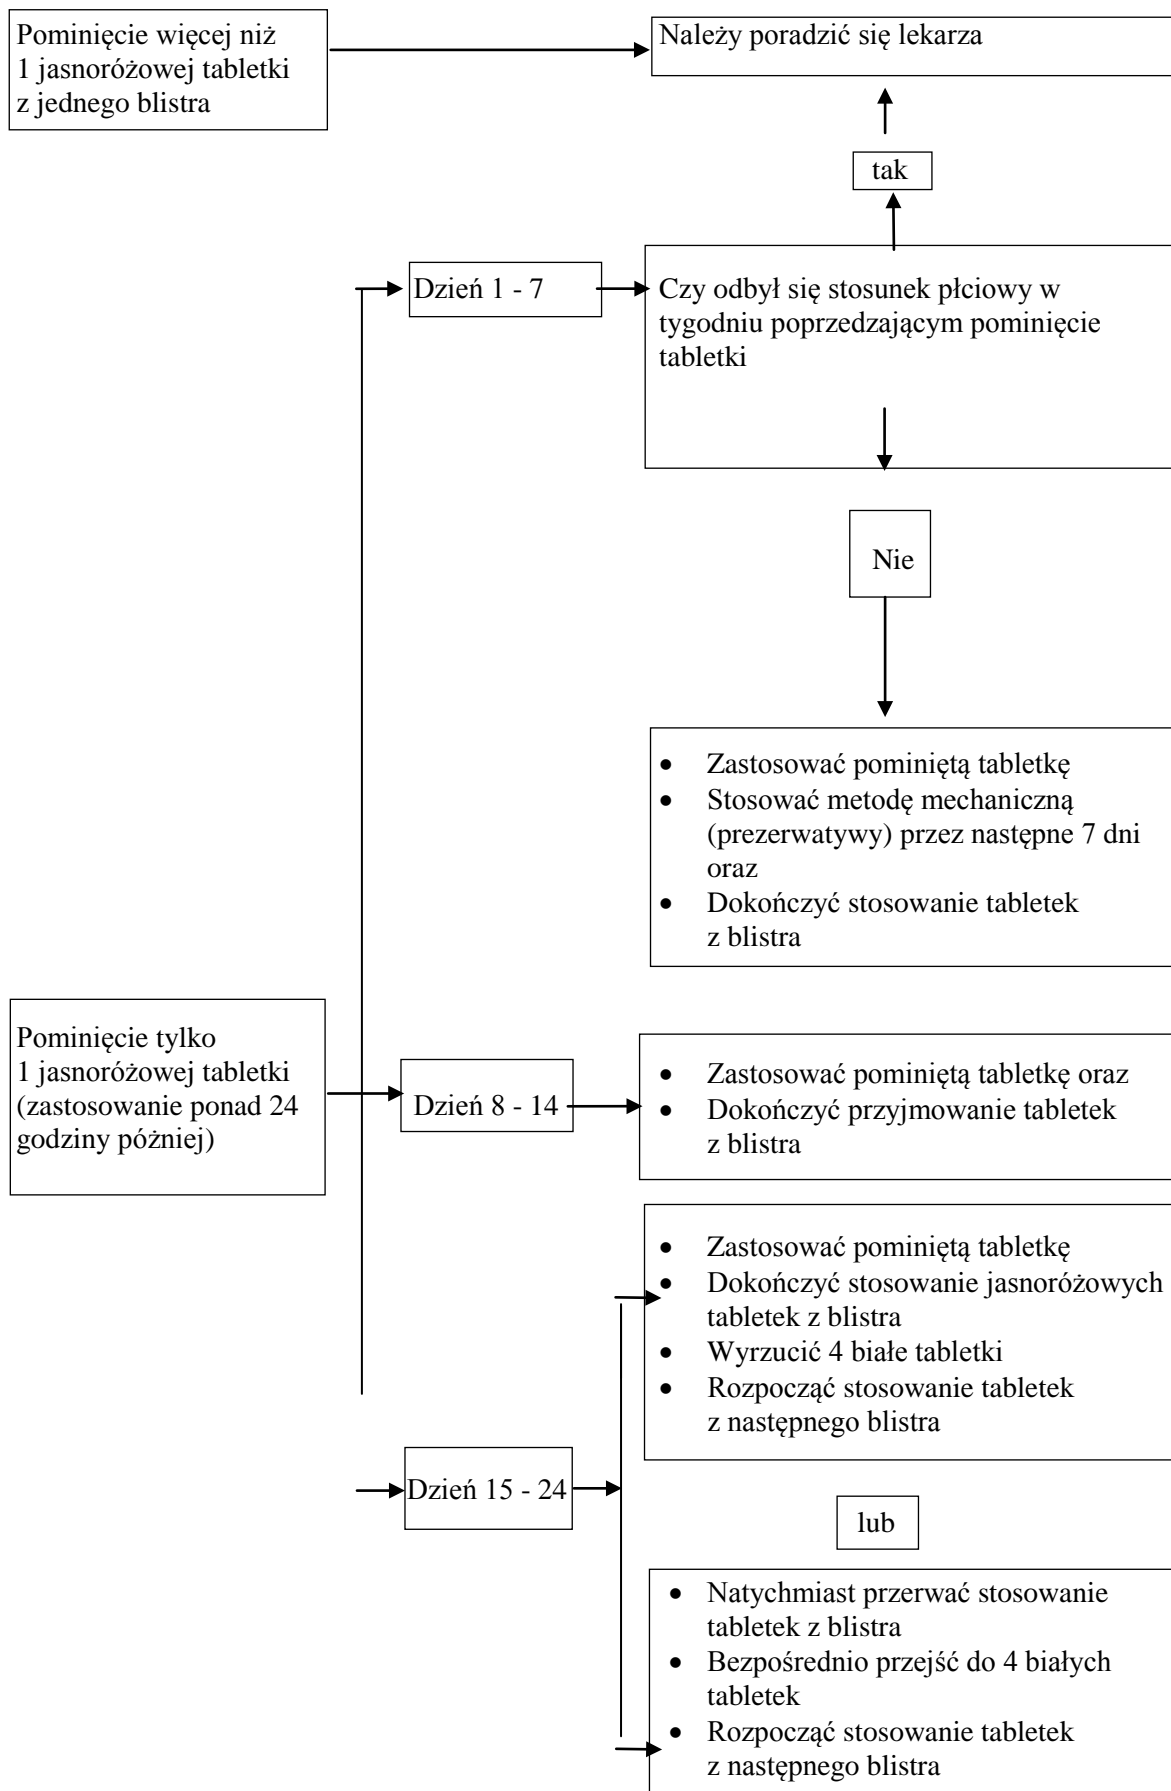 Pominięcie więcej niż
1 jasnoróżowej tabletki
z jednego blistra
Należy poradzić się lekarza
tak
Dzień 1 - 7
Czy odbył się stosunek płciowy w
tygodniu poprzedzającym pominięcie
tabletki
Nie
• Zastosować pominiętą tabletkę
• Stosować metodę mechaniczną
(prezerwatywy) przez następne 7 dni
oraz
• Dokończyć stosowanie tabletek
z blistra
Pominięcie tylko
1 jasnoróżowej tabletki
(zastosowanie ponad 24
godziny później)
Dzień 8 - 14
• Zastosować pominiętą tabletkę oraz
• Dokończyć przyjmowanie tabletek
z blistra
• Zastosować pominiętą tabletkę
• Dokończyć stosowanie jasnoróżowych
tabletek z blistra
• Wyrzucić 4 białe tabletki
• Rozpocząć stosowanie tabletek
z następnego blistra
Dzień 15 - 24
lub
• Natychmiast przerwać stosowanie
tabletek z blistra
• Bezpośrednio przejść do 4 białych
tabletek
• Rozpocząć stosowanie tabletek
z następnego blistra